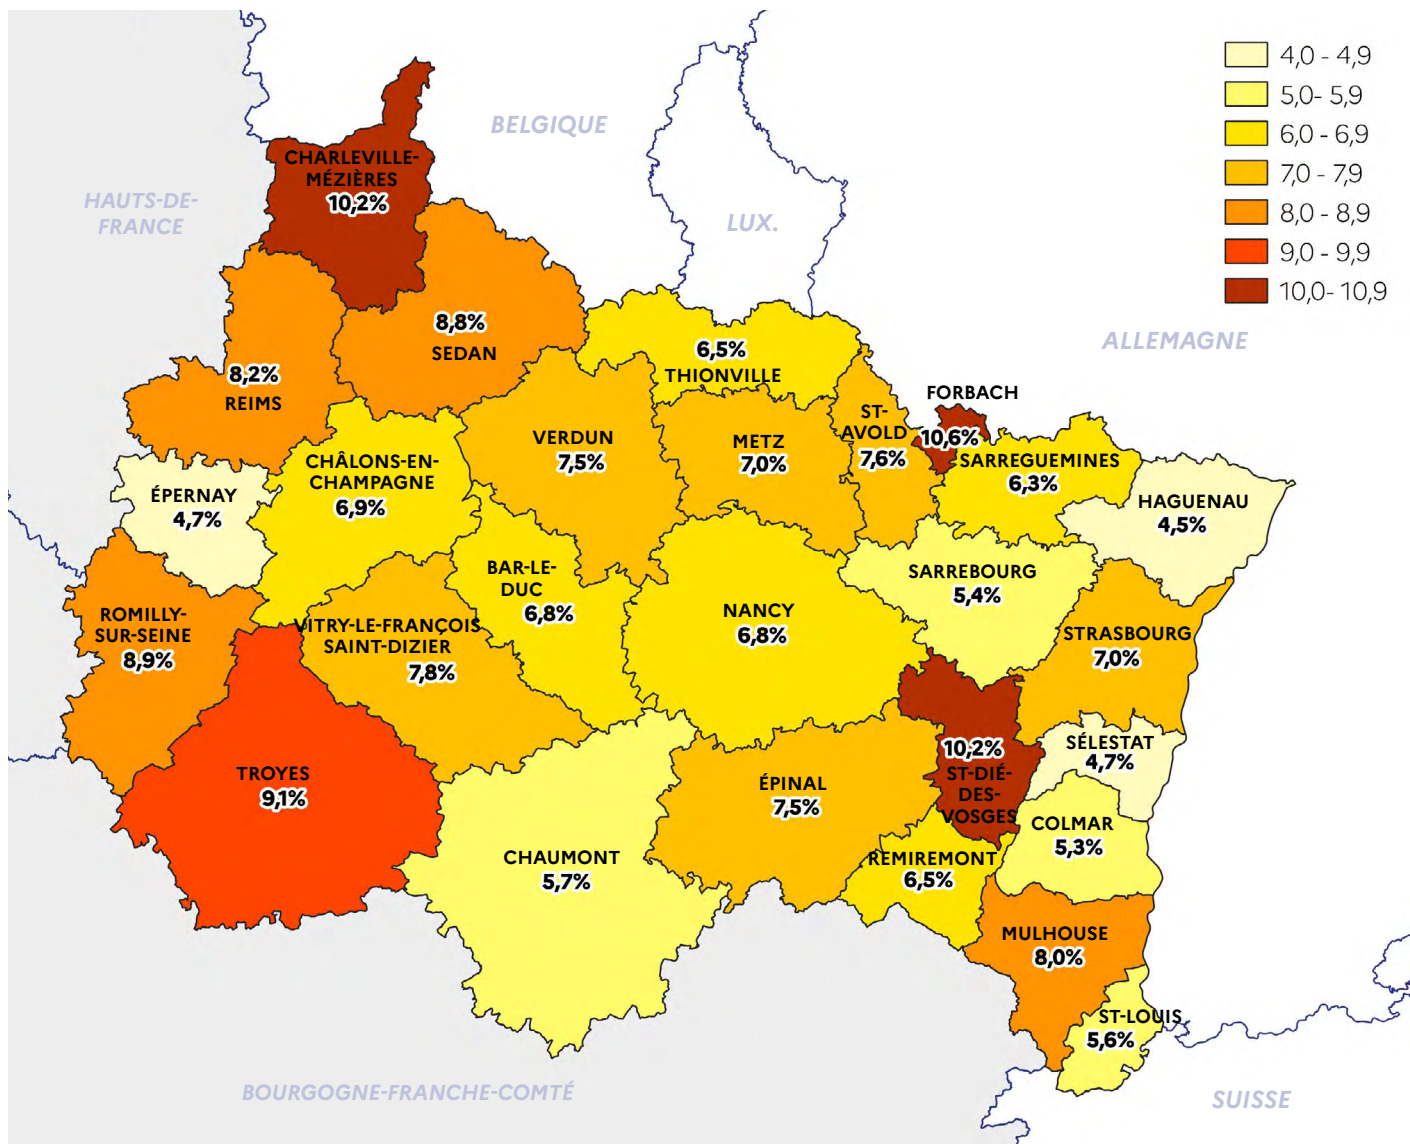 4,0 - 4,9
5,0- 5,9
6,0 - 6,9
7,0 - 7,9
8,0 - 8,9
9,0 - 9,9
10,0- 10,9
BELGIQUE
HAUTS-DE-
FRANCE
LUX.
ALLEMAGNE
CHARLEVILLE-
MÉZIÈRES
10,2%
8,8%
SEDAN
8,2%
REIMS
6,5%
THIONVILLE
FORBACH
10,6%
ST-
AVOLD
7,6%
VERDUN
7,5%
METZ
7,0%
SARREGUEMINES
6,3%
CHÂLONS-EN-
CHAMPAGNE
6,9%
ÉPERNAY
4,7%
HAGUENAU
4,5%
BAR-LE-
DUC
6,8%
SARREBOURG
5,4%
ROMILLY-
SUR-SEINE
8,9%
VITRY-LE-FRANÇOIS
SAINT-DIZIER
7,8%
NANCY
6,8%
STRASBOURG
7,0%
TROYES
9,1%
ÉPINAL
7,5%
10,2%
ST-DIÉ-
DES-
VOSGES
SÉLESTAT
4,7%
COLMAR
5,3%
CHAUMONT
5,7%
REMIREMONT
6,5%
MULHOUSE
8,0%
ST-LOUIS
5,6%
BOURGOGNE-FRANCHE-COMTÉ
SUISSE